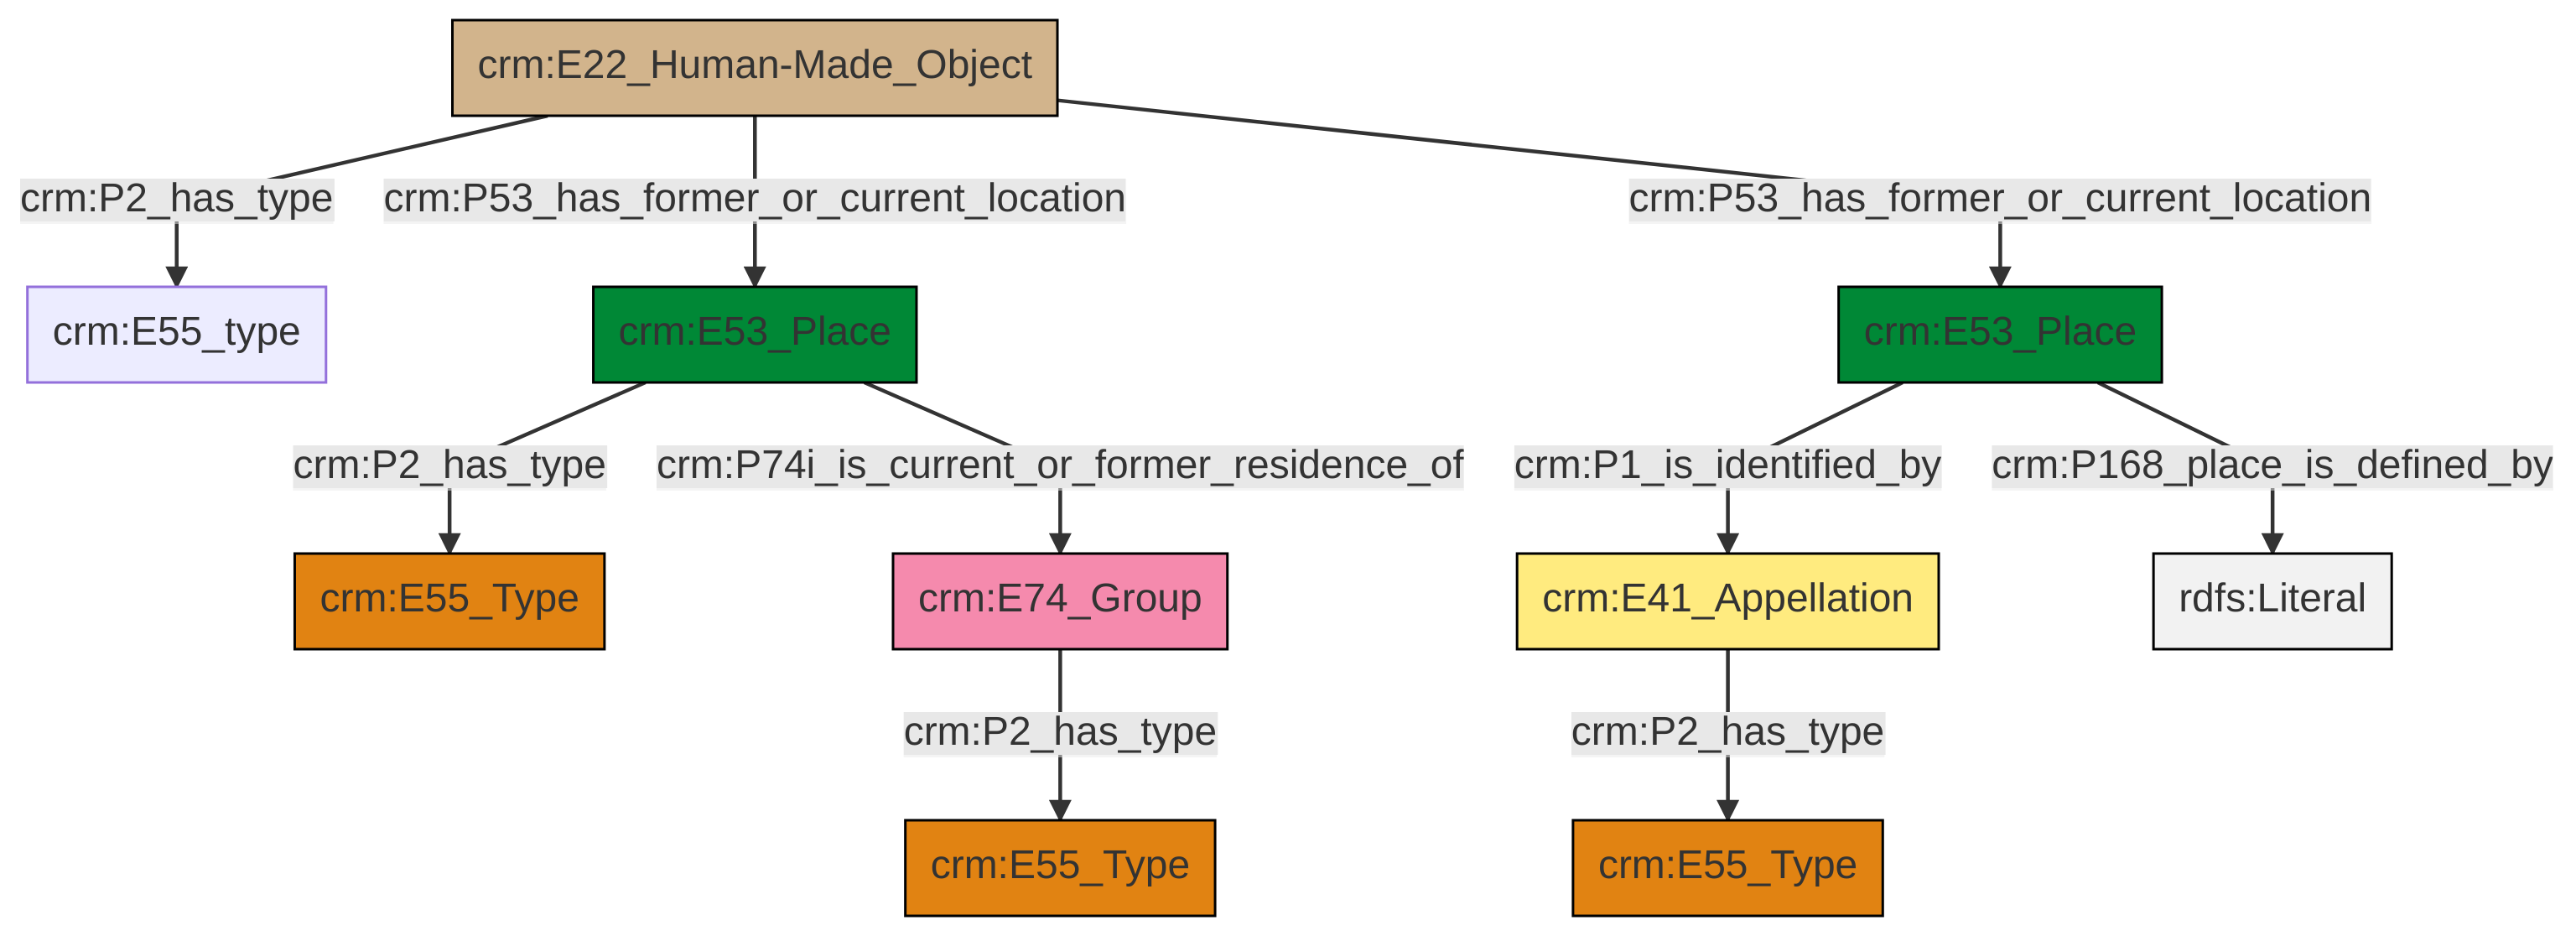 crm:E22_Human-Made_Object
crm:P2_has_type
crm:P53_has_former_or_current_location
crm:P53_has_former_or_current_location
crm:E55_type
crm:E53_Place
crm:E53_Place
crm:P2_has_type
crm:P74i_is_current_or_former_residence_of
crm:P1_is_identified_by
crm:P168_place_is_defined_by
crm:E55_Type
crm:E74_Group
crm:E41_Appellation
rdfs:Literal
crm:P2_has_type
crm:P2_has_type
crm:E55_Type
crm:E55_Type